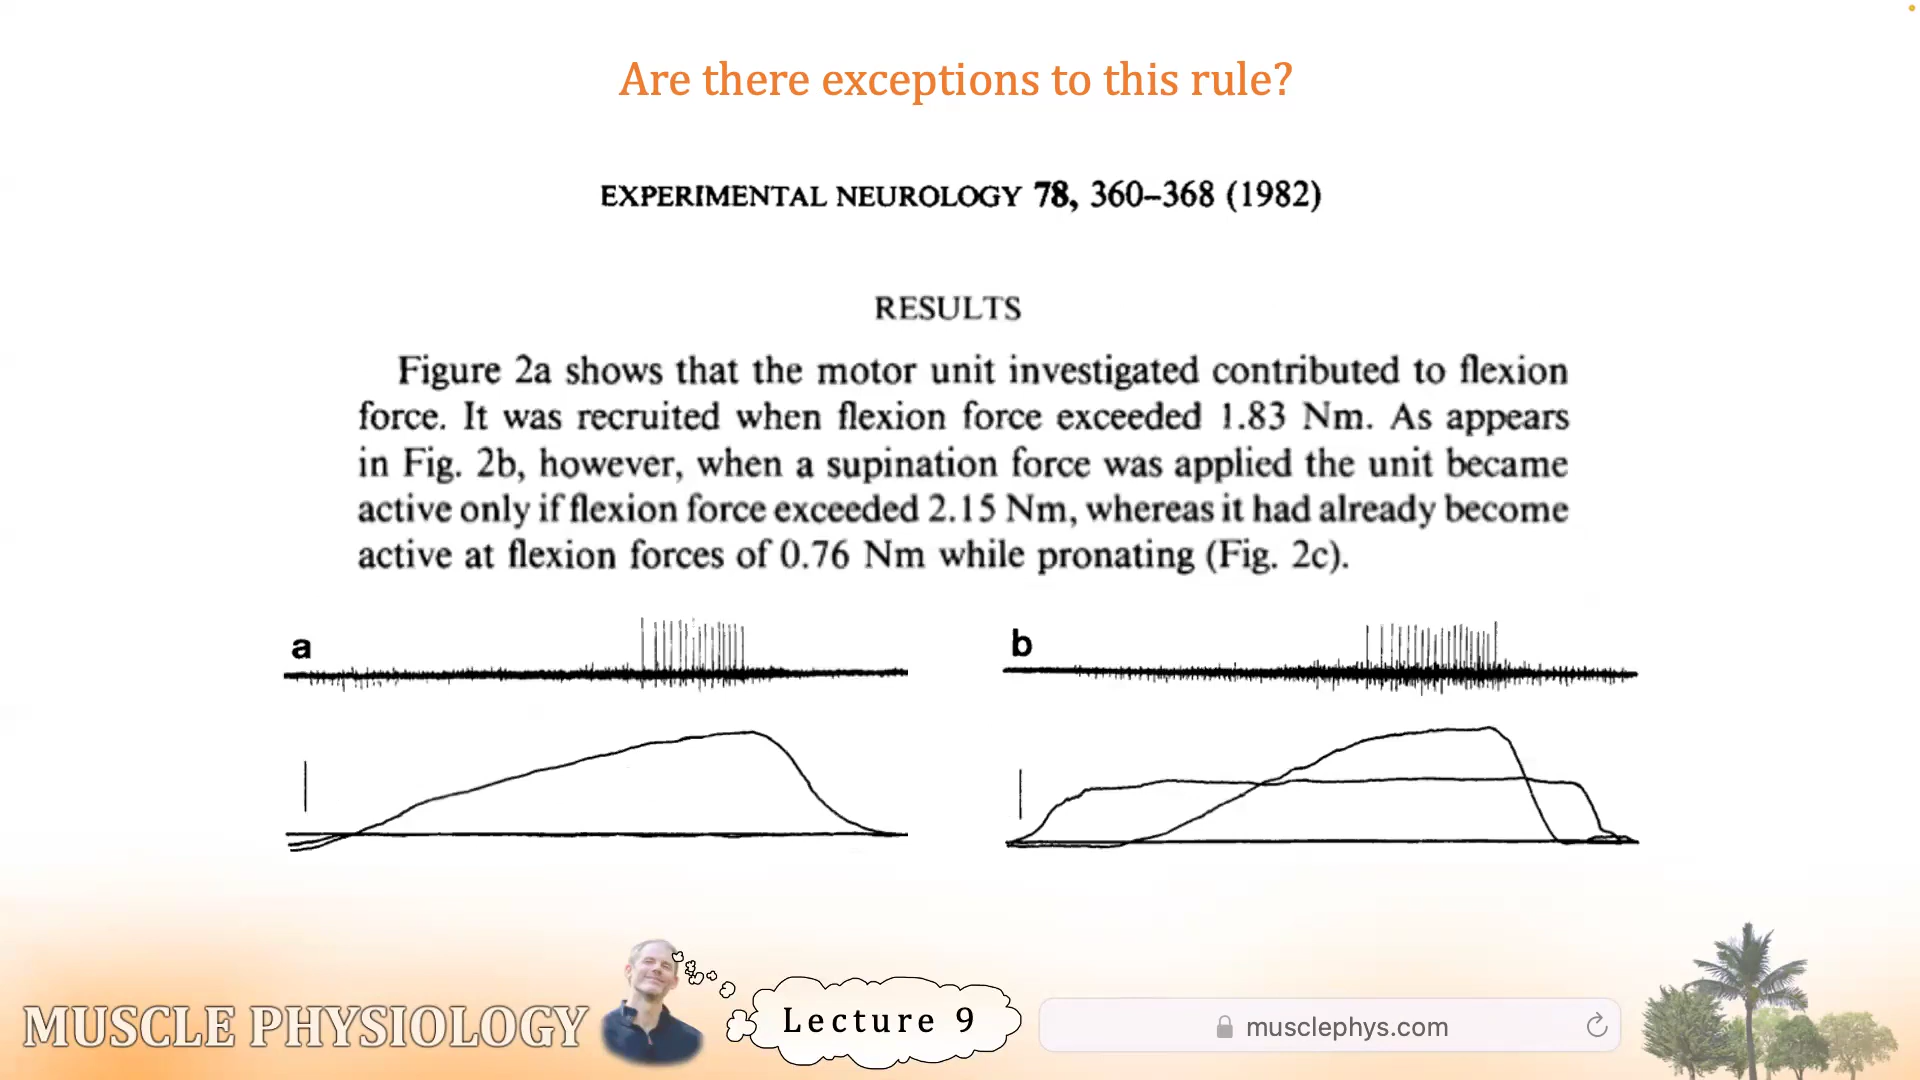 Are there exceptions to this rule?
EXPERIMENTAL NEUROLOGY 78, 360–368 (1982)
RESULTS
Figure 2a shows that the motor unit investigated contributed to flexion
force. It was recruited when flexion force exceeded 1.83 Nm. As appears
in Fig. 2b, however, when a supination force was applied the unit became
active only if flexion force exceeded 2.15 Nm, whereas it had already become
active at flexion forces of 0.76 Nm while pronating (Fig. 2c).
a
b
MUSCLE PHYSIOLOGY
Lecture 9
musclephys.com